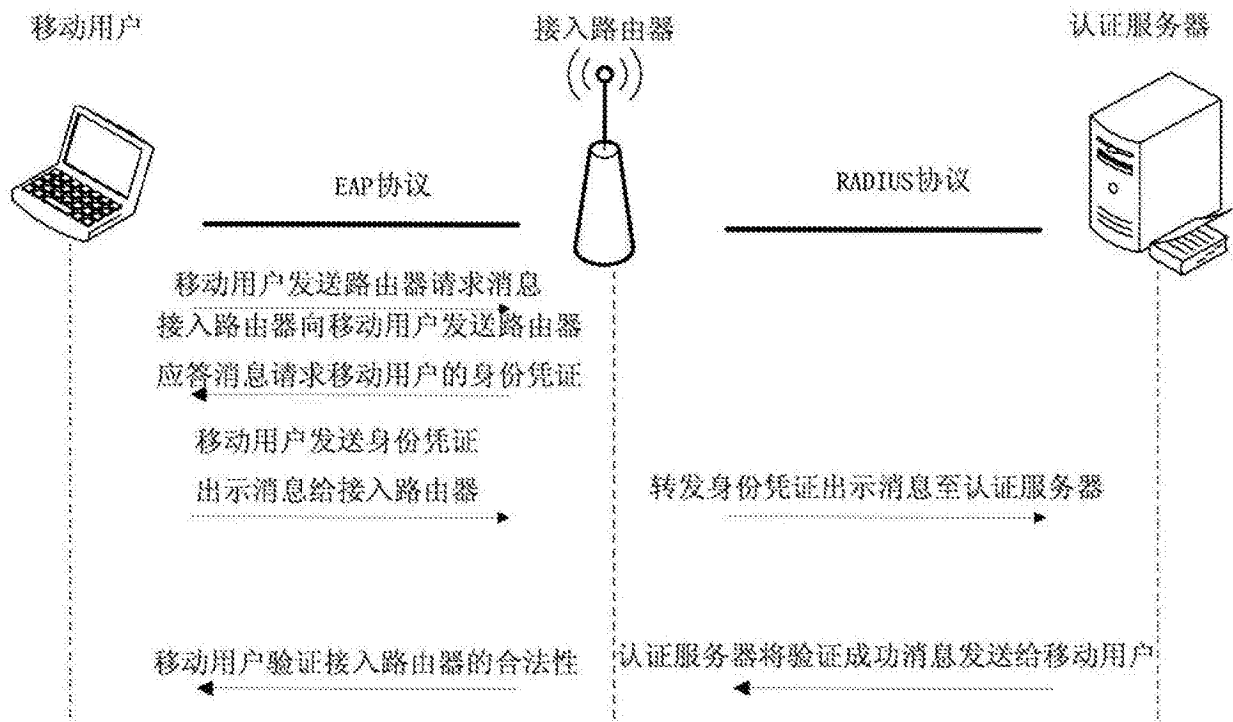 移动用户
接入路由器
认证服务器
EAP协议
RADIUS协议
移动用户发送路由器请求消息
接入路由器向移动用户发送路由器
应答消息请求移动用户的身份凭证
移动用户发送身份凭证
出示消息给接入路由器
转发身份凭证出示消息至认证服务器
移动用户验证接入路由器的合法性
认证服务器将验证成功消息发送给移动用户